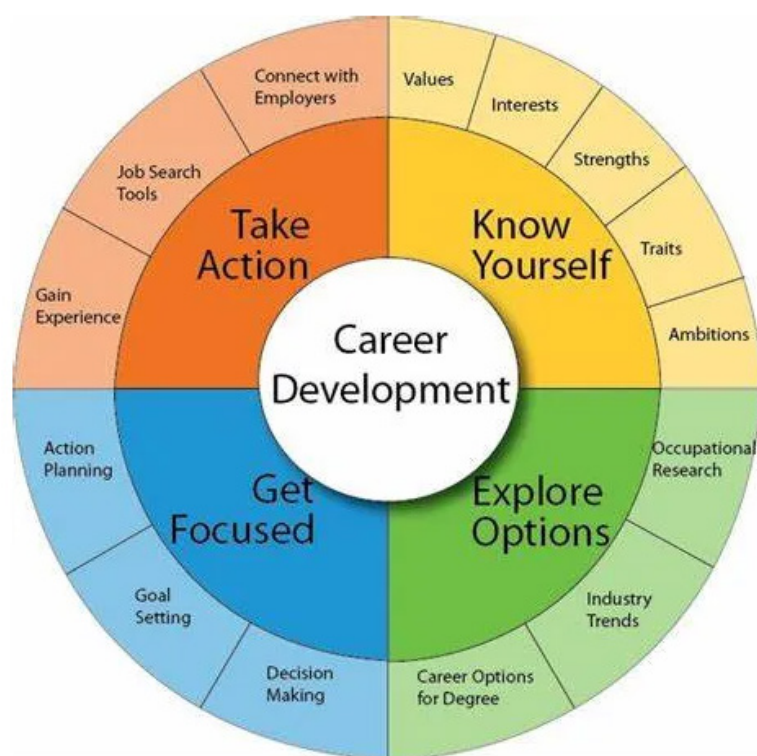 Career
Development
Know
Yourself
Values
Interests
Strengths
Traits
Ambitions
Explore
Options
Occupational
Research
Industry
Trends
Career Options
for Degree
Get
Focused
Decision
Making
Goal
Setting
Action
Planning
Take
Action
Gain
Experience
Job Search
Tools
Connect with
Employers